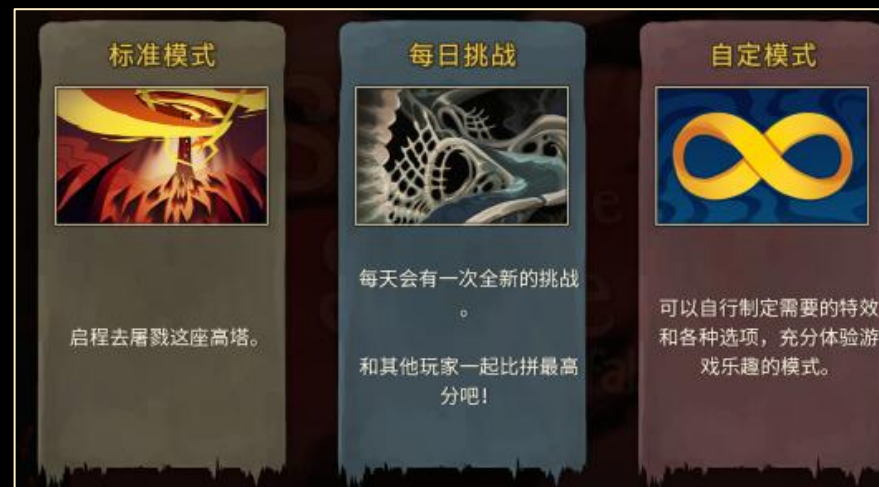 标准模式
启程去屠戮这座高塔。
每日挑战
每天会有一次全新的挑战
。
和其他玩家一起比拼最高
分吧！
自定模式
可以自行制定需要的特效
和各种选项，充分体验游
戏乐趣的模式。